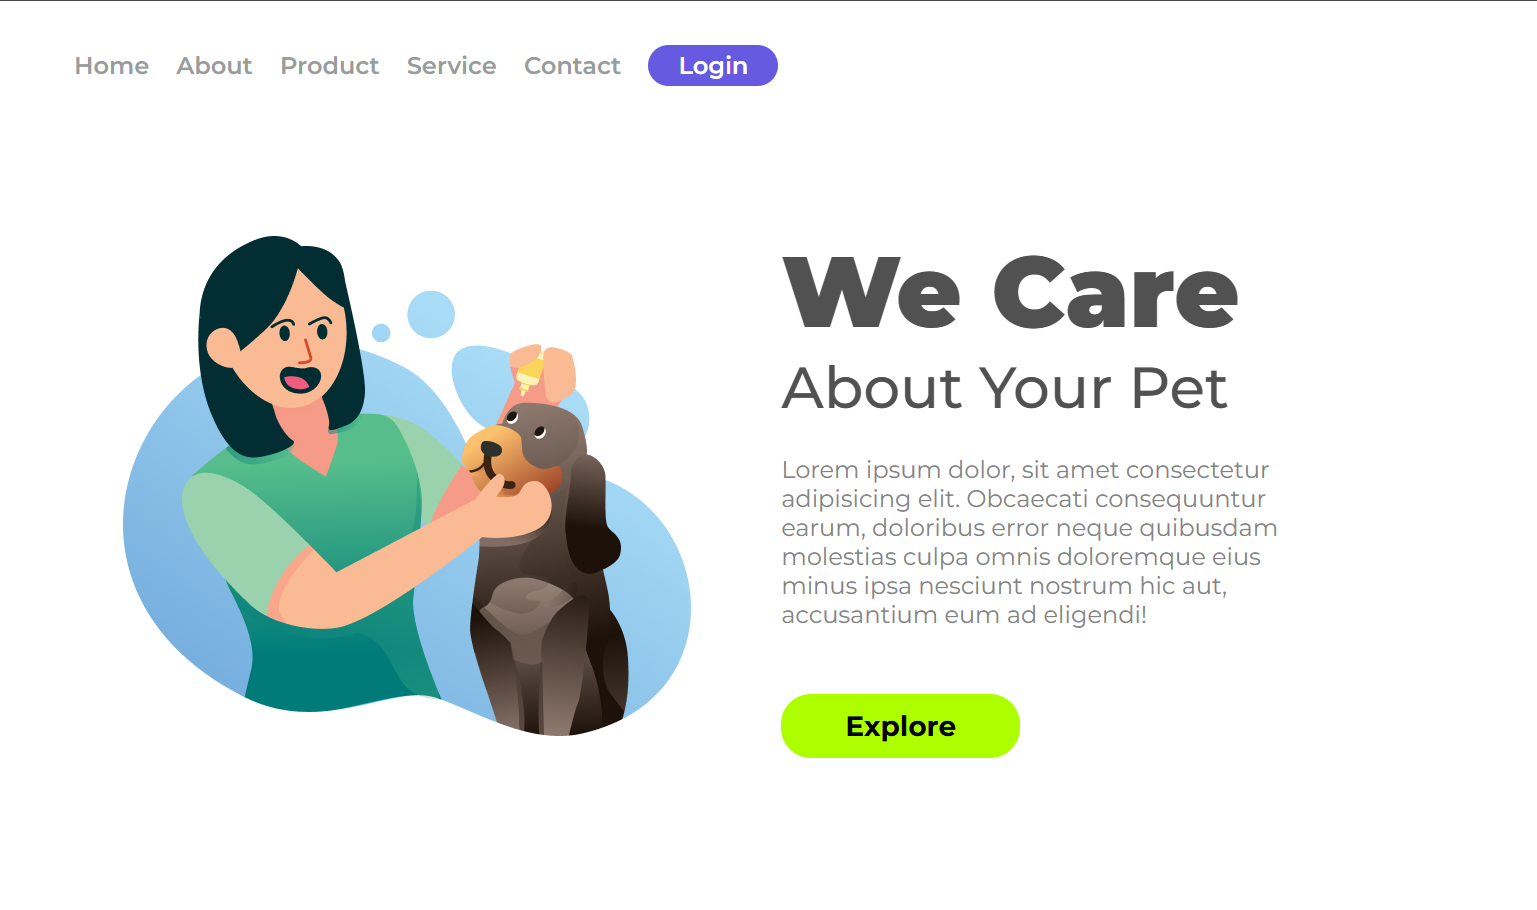 Home About Product Service Contact Login
We Care
About Your Pet
Lorem ipsum dolor, sit amet consectetur
adipisicing elit. Obcaecati consequuntur
earum, doloribus error neque quibusdam
molestias culpa omnis doloremque eius
minus ipsa nesciunt nostrum hic aut,
accusantium eum ad eligendi!
Explore